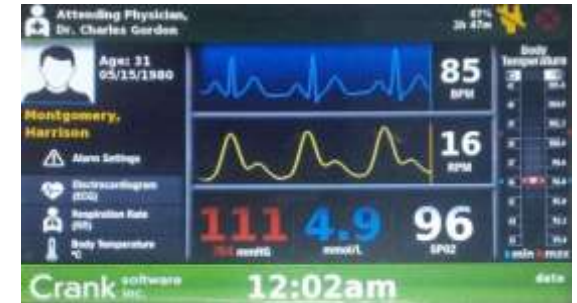 Attending Physician,
Dr. Charles Gordon
87%
3h 47m
Age: 31
05/15/1980
Montgomery,
Harrison
Alarm Settings
Electrocardiogram
(ECG)
Respiration Rate
(RR)
Body Temperature
°C
85
BPM
16
RPM
111
mmHG
4.9
mmol/L
96
SPO2
Body
Temperature
min max
Crank software
inc.
12:02am
date